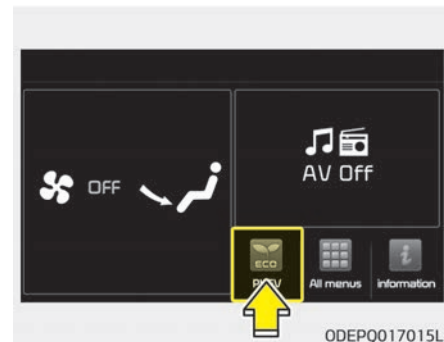 OFF
AV Off
ECO
All menus
information
ODEPQ017015L